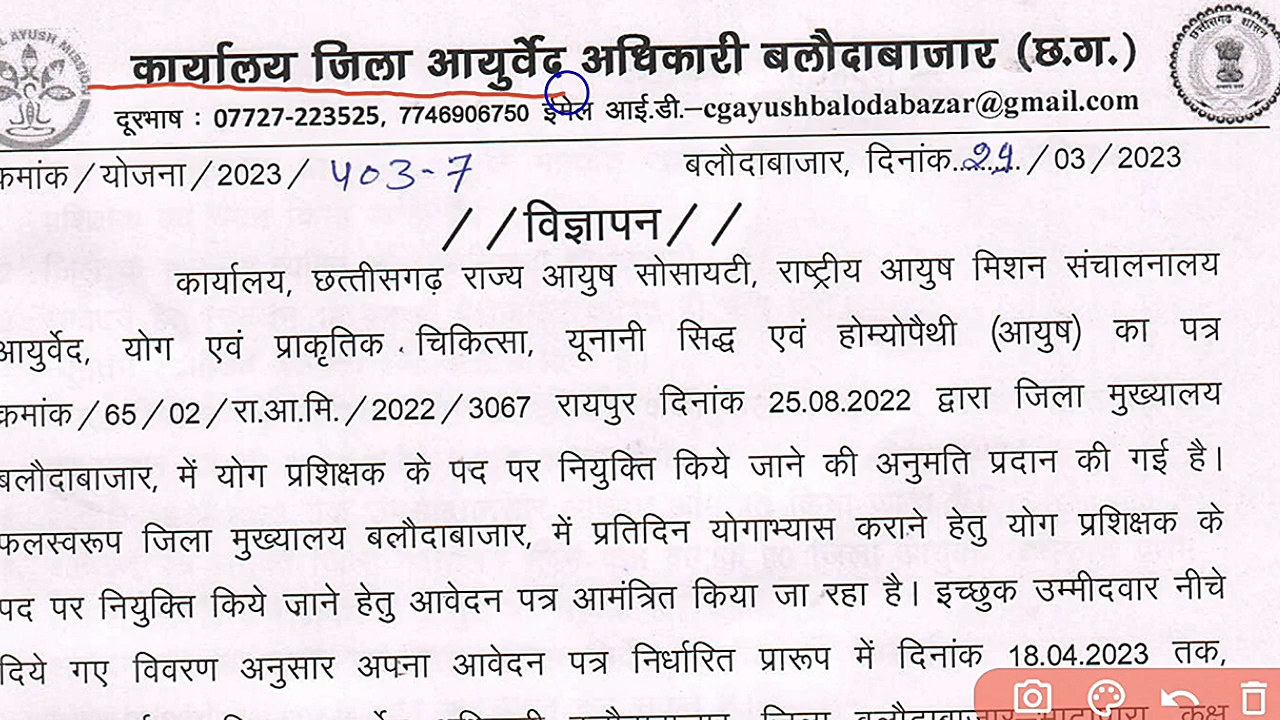 कार्यालय जिला आयुर्वेद अधिकारी बलौदाबाजार (छ.ग.)
दूरभाष : 07727-223525, 7746906750 ईमेल आई.डी.–cgayushbalodabazar@gmail.com
क्रमांक/योजना/2023/ 403-7 बलौदाबाजार, दिनांक 29/03/2023
//विज्ञापन//
कार्यालय, छत्तीसगढ़ राज्य आयुष सोसायटी, राष्ट्रीय आयुष मिशन संचालनालय
आयुर्वेद, योग एवं प्राकृतिक चिकित्सा, यूनानी सिद्ध एवं होम्योपैथी (आयुष) का पत्र
क्रमांक/65/02/रा.आ.मि./2022/3067 रायपुर दिनांक 25.08.2022 द्वारा जिला मुख्यालय
बलौदाबाजार, में योग प्रशिक्षक के पद पर नियुक्ति किये जाने की अनुमति प्रदान की गई है।
फलस्वरूप जिला मुख्यालय बलौदाबाजार, में प्रतिदिन योगाभ्यास कराने हेतु योग प्रशिक्षक के
पद पर नियुक्ति किये जाने हेतु आवेदन पत्र आमंत्रित किया जा रहा है। इच्छुक उम्मीदवार नीचे
दिये गए विवरण अनुसार अपना आवेदन पत्र निर्धारित प्रारूप में दिनांक 18.04.2023 तक,